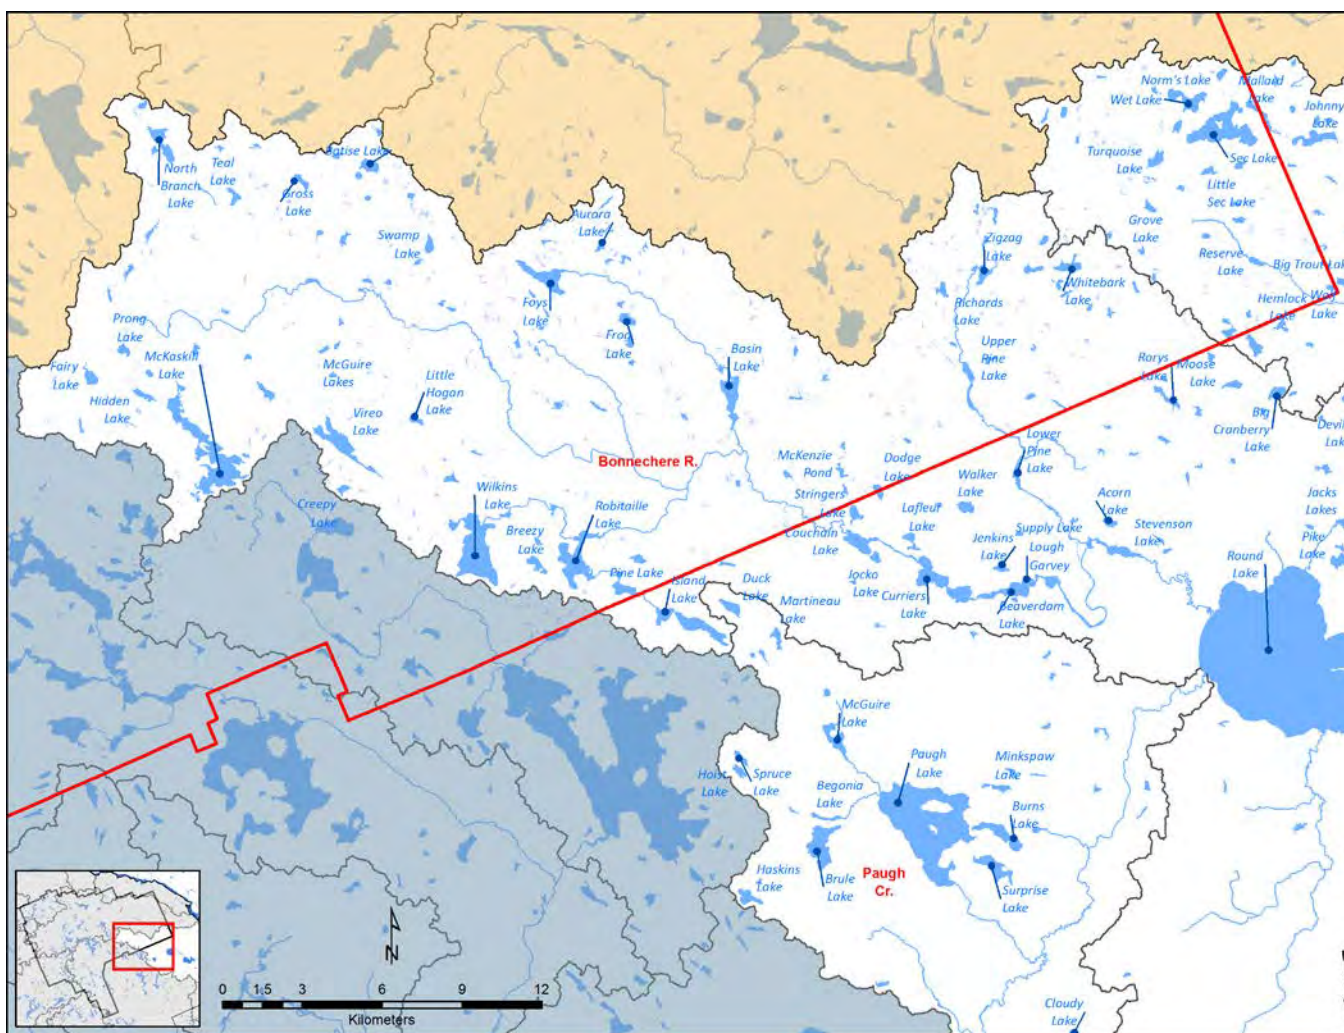 Norm's Lake
Mallard
Lake
Wet Lake
Johnny
Lake
Sec Lake
Turquoise
Lake
Little
Sec Lake
North
Branch
Lake
Teal
Lake
Gross
Lake
Swamp
Lake
Aurora
Lake
Grove
Lake
Zigzag
Lake
Whitebark
Lake
Reserve
Lake
Big Trout
Hemlock
Lake
Foys
Lake
Frog
Lake
Richards
Lake
Upper
Pine
Lake
Prong
Lake
McKaskill
Lake
Fairy
Lake
Hidden
Lake
McGuire
Lakes
Little
Hogan
Lake
Vireo
Lake
Basin
Lake
Rorys
Lake
Moose
Lake
Big
Cranberry
Lake
Bonnechere R.
McKenzie
Pond
Dodge
Lake
Lower
Pine
Lake
Walker
Lake
Stringers
Lake
Wilkins
Lake
Robitaille
Lake
Breezy
Lake
Creepy
Lake
Lafleur
Lake
Acorn
Lake
Jacks
Lakes
Couchain
Lake
Jenkins
Lake
Supply Lake
Lough
Garvey
Stevenson
Lake
Pike
Lake
Round
Lake
Pine Lake
Island
Lake
Duck
Lake
Martineau
Lake
Jocko
Lake
Curriers
Lake
Beaverdam
Lake
McGuire
Lake
Hoist
Lake
Spruce
Lake
Begonia
Lake
Paugh
Lake
Minkspaw
Lake
Burns
Lake
Haskins
Lake
Brule
Lake
Paugh
Cr.
Surprise
Lake
Cloudy
Lake
N
0 1.5 3 6 9 12
Kilometers